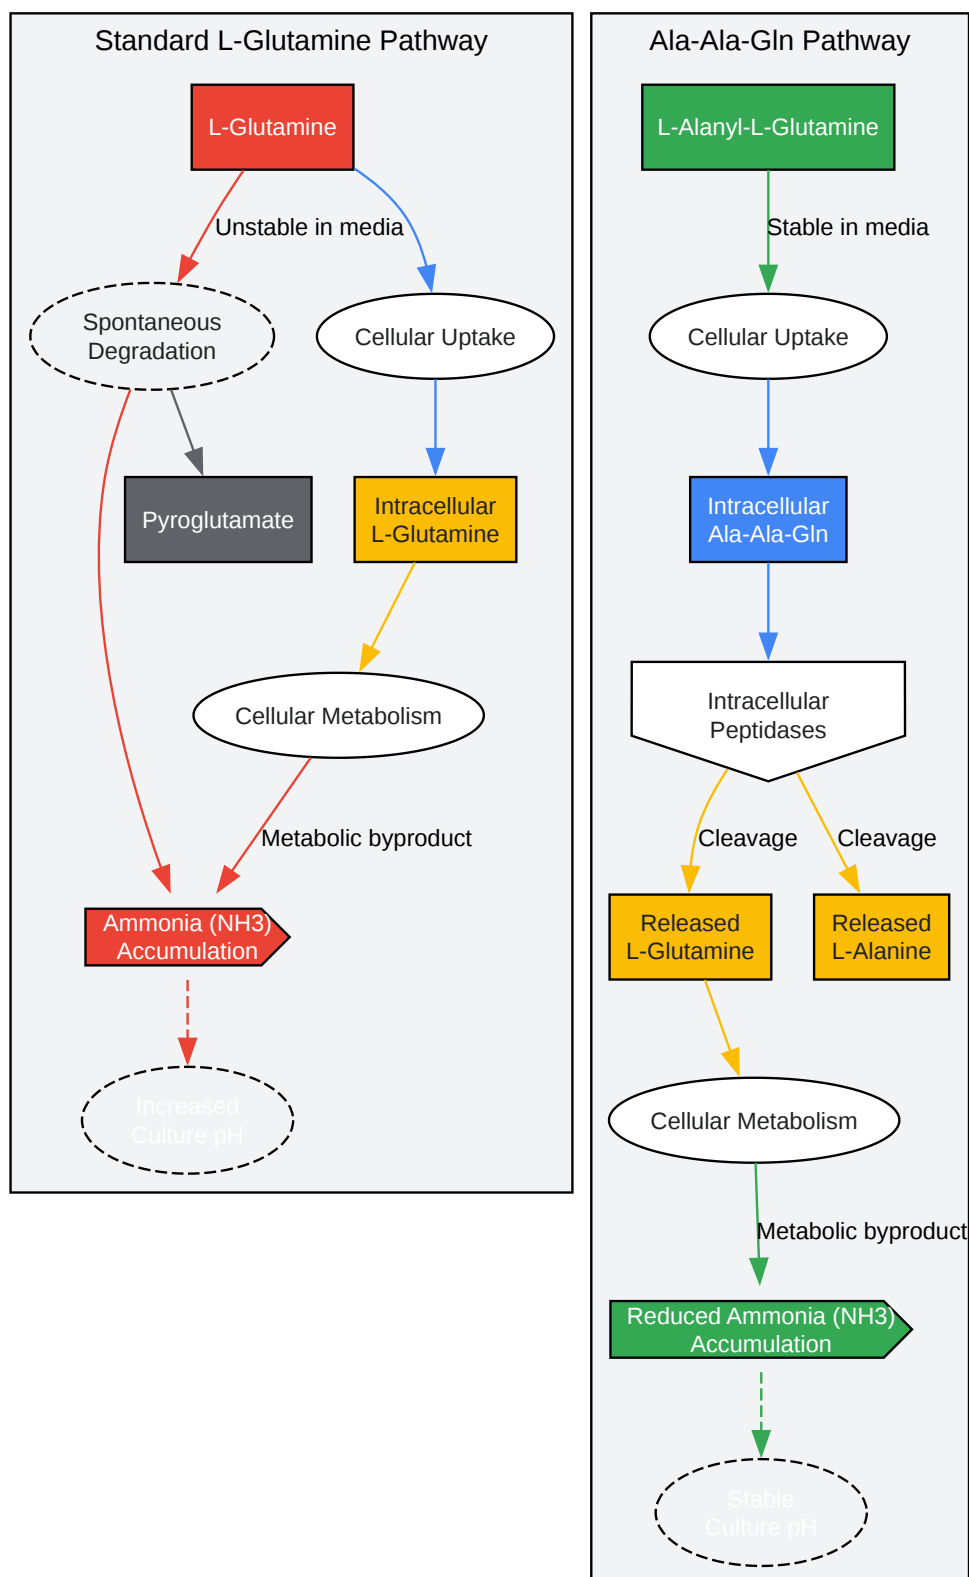 Standard L-Glutamine Pathway
L-Glutamine
Unstable in media
Spontaneous
Degradation
Cellular Uptake
Pyroglutamate
Intracellular
L-Glutamine
Cellular Metabolism
Metabolic byproduct
Ammonia (NH3)
Accumulation
Increased
Culture pH
Ala-Ala-Gln Pathway
L-Alanyl-L-Glutamine
Stable in media
Cellular Uptake
Intracellular
Ala-Ala-Gln
Intracellular
Peptidases
Cleavage
Cleavage
Released
L-Glutamine
Released
L-Alanine
Cellular Metabolism
Metabolic byproduct
Reduced Ammonia (NH3)
Accumulation
Stable
Culture pH